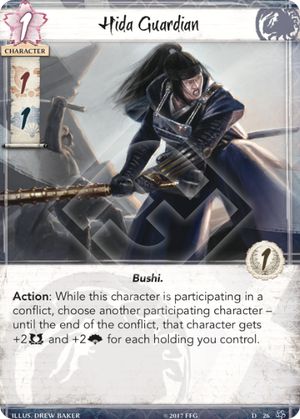 1
Hida Guardian
CHARACTER
1
1
1
Bushi.
Action: While this character is participating in a
conflict, choose another participating character –
until the end of the conflict, that character gets
+2 and +2 for each holding you control.
ILLUS. DREW BAKER
©2017 FFG
D 26